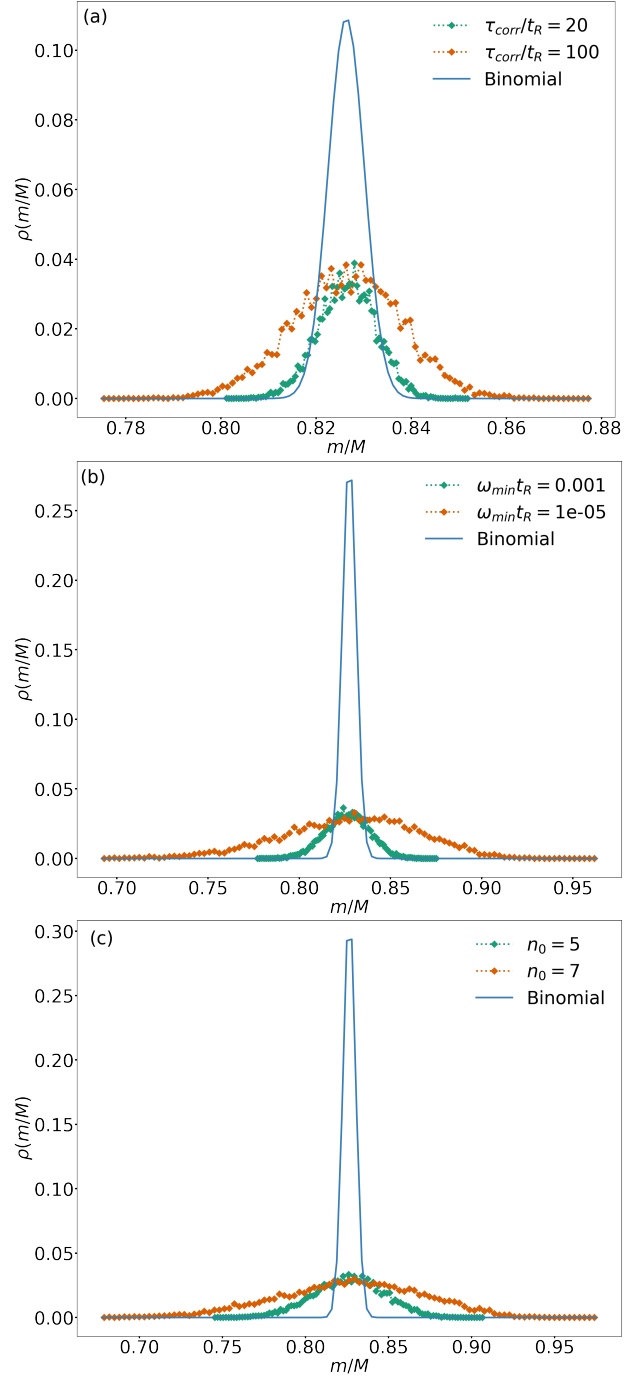 (a)
τcorr/tR = 20
τcorr/tR = 100
Binomial
ρ(m/M)
0.10
0.08
0.06
0.04
0.02
0.00
0.78 0.80 0.82 0.84 0.86 0.88
m/M
(b)
ωmintR = 0.001
ωmintR = 1e-05
Binomial
ρ(m/M)
0.25
0.20
0.15
0.10
0.05
0.00
0.70 0.75 0.80 0.85 0.90 0.95
m/M
(c)
n0 = 5
n0 = 7
Binomial
ρ(m/M)
0.30
0.25
0.20
0.15
0.10
0.05
0.00
0.70 0.75 0.80 0.85 0.90 0.95
m/M